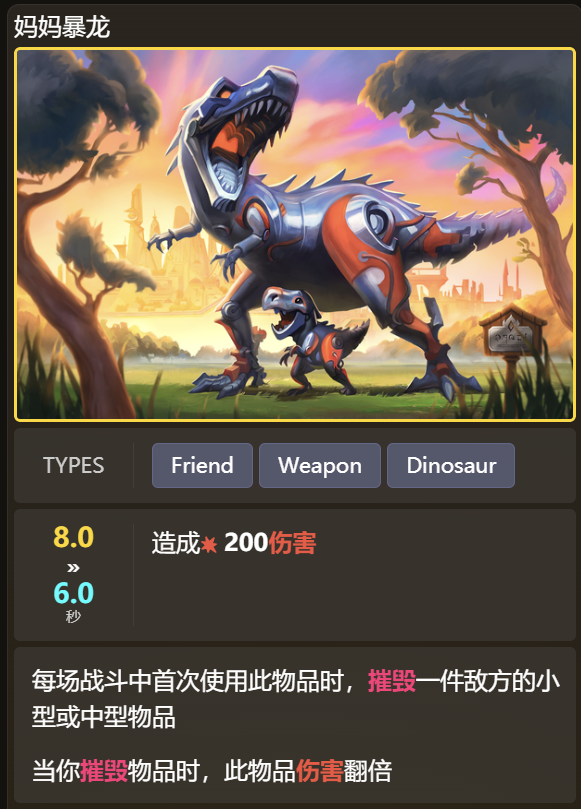 妈妈暴龙
TYPES
Friend
Weapon
Dinosaur
8.0
»
6.0
秒
造成 200伤害
每场战斗中首次使用此物品时，摧毁一件敌方的小
型或中型物品
当你摧毁物品时，此物品伤害翻倍